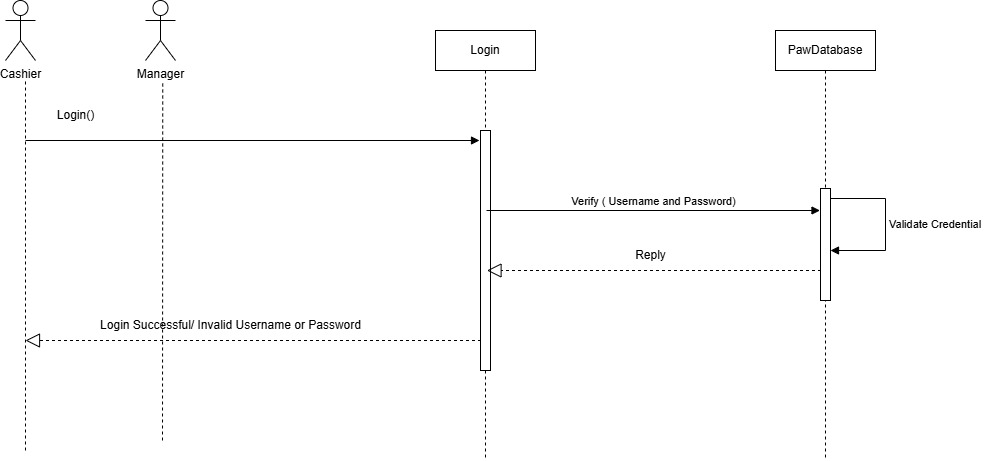 Cashier
Manager
Login
PawDatabase
Login()
Verify ( Username and Password)
Validate Credential
Reply
Login Successful/ Invalid Username or Password